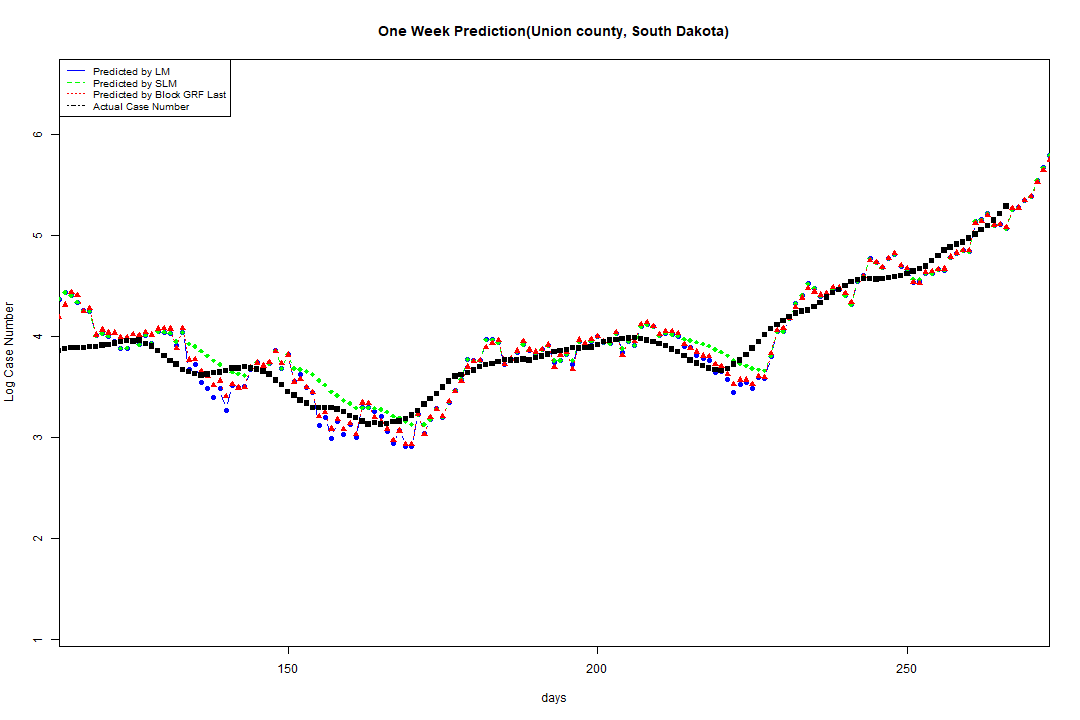 One Week Prediction(Union county, South Dakota)
Predicted by LM
Predicted by SLM
Predicted by Block GRF Last
Actual Case Number
6
5
4
3
2
1
Log Case Number
150 200 250
days